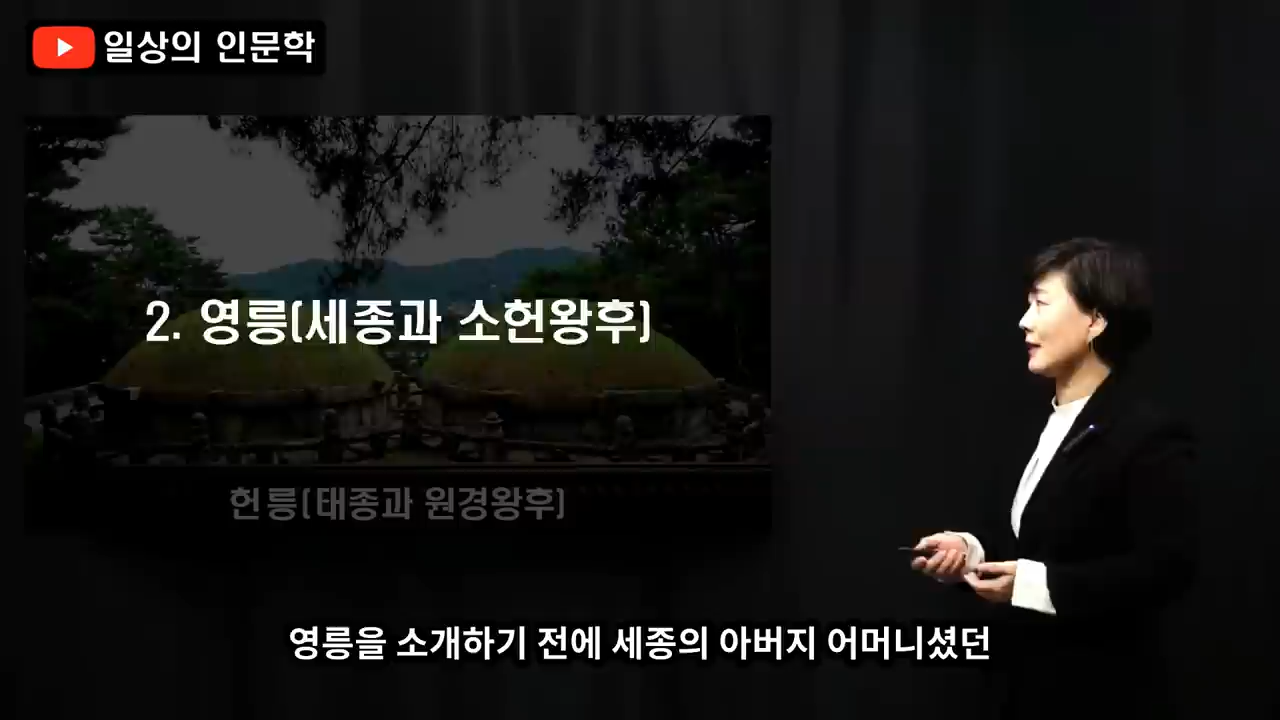 일상의 인문학
2. 영릉(세종과 소헌왕후)
헌릉(태종과 원경왕후)
영릉을 소개하기 전에 세종의 아버지 어머니셨던